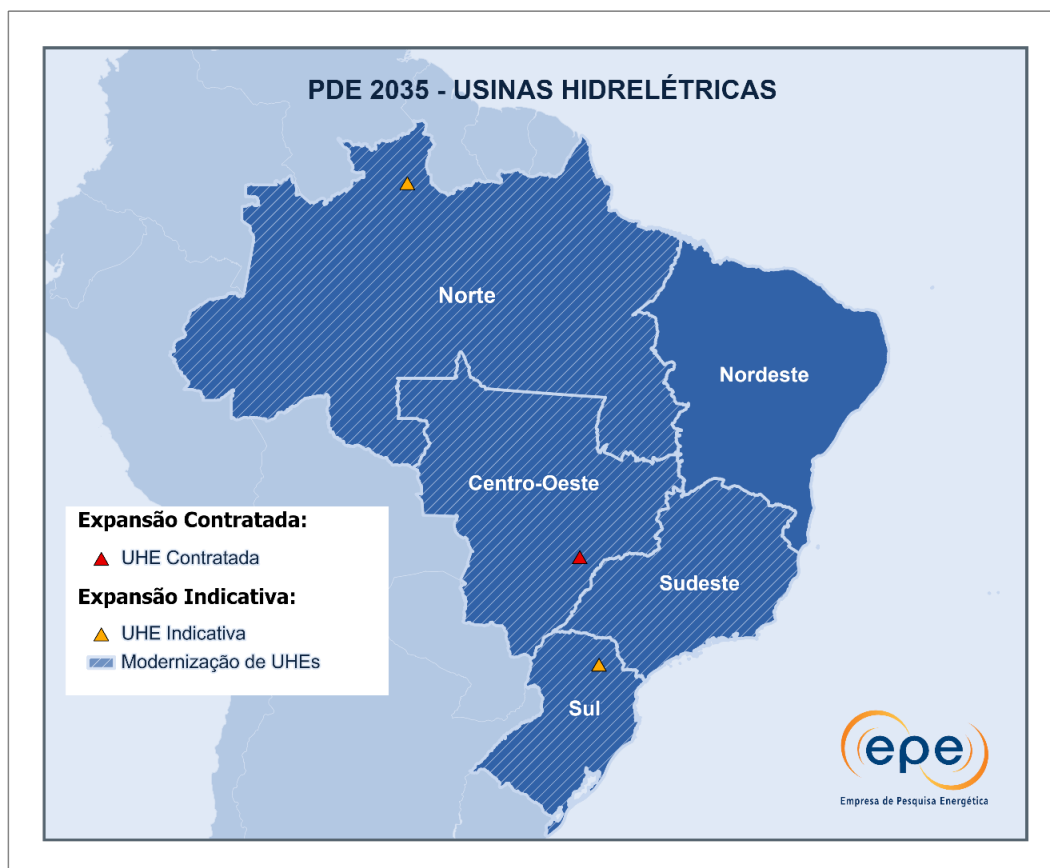 PDE 2035 - USINAS HIDRELÉTRICAS
Norte
Nordeste
Centro-Oeste
Sudeste
Sul
Expansão Contratada:
UHE Contratada
Expansão Indicativa:
UHE Indicativa
Modernização de UHEs
epe
Empresa de Pesquisa Energética